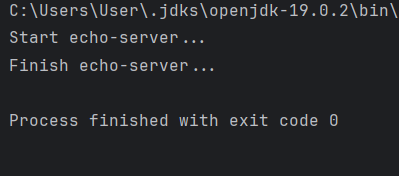 C:\Users\User\.jdks\openjdk-19.0.2\bin\
Start echo-server...
Finish echo-server...
Process finished with exit code 0